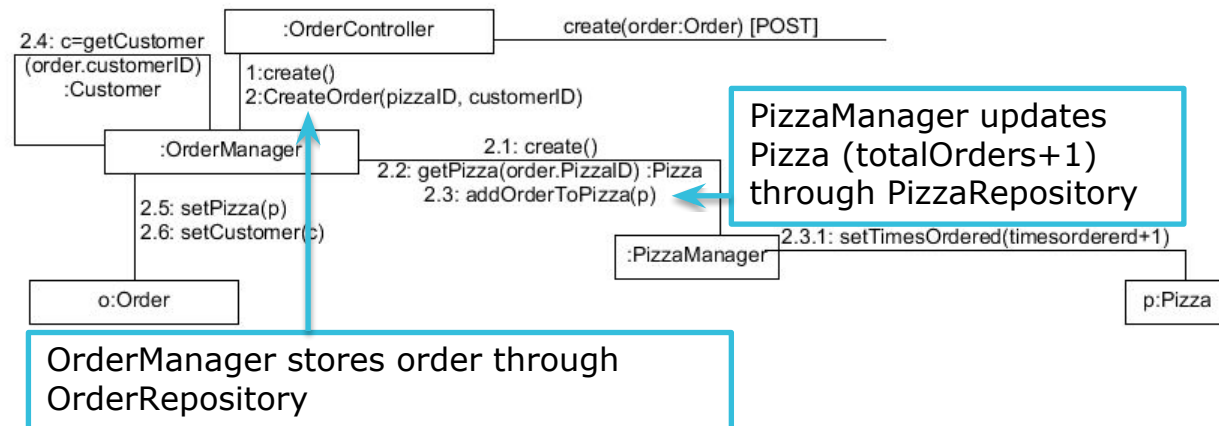 :OrderController
create(order:Order) [POST]
2.4: c=getCustomer
(order.customerID)
:Customer
1:create()
2:CreateOrder(pizzaID, customerID)
:OrderManager
2.1: create()
2.2: getPizza(order.PizzaID) :Pizza
2.3: addOrderToPizza(p)
PizzaManager updates
Pizza (totalOrders+1)
through PizzaRepository
2.5: setPizza(p)
2.6: setCustomer(c)
:PizzaManager
2.3.1: setTimesOrdered(timesordererd+1)
o:Order
p:Pizza
OrderManager stores order through
OrderRepository